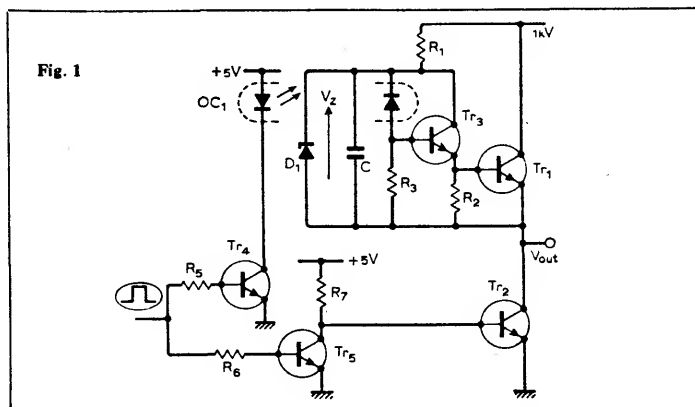 Fig. 1
+5V
OC1
VZ
D1
C
R1
1kV
Tr3
R3
R2
Tr1
Vout
Tr4
R5
+5V
R7
Tr2
Tr5
R6